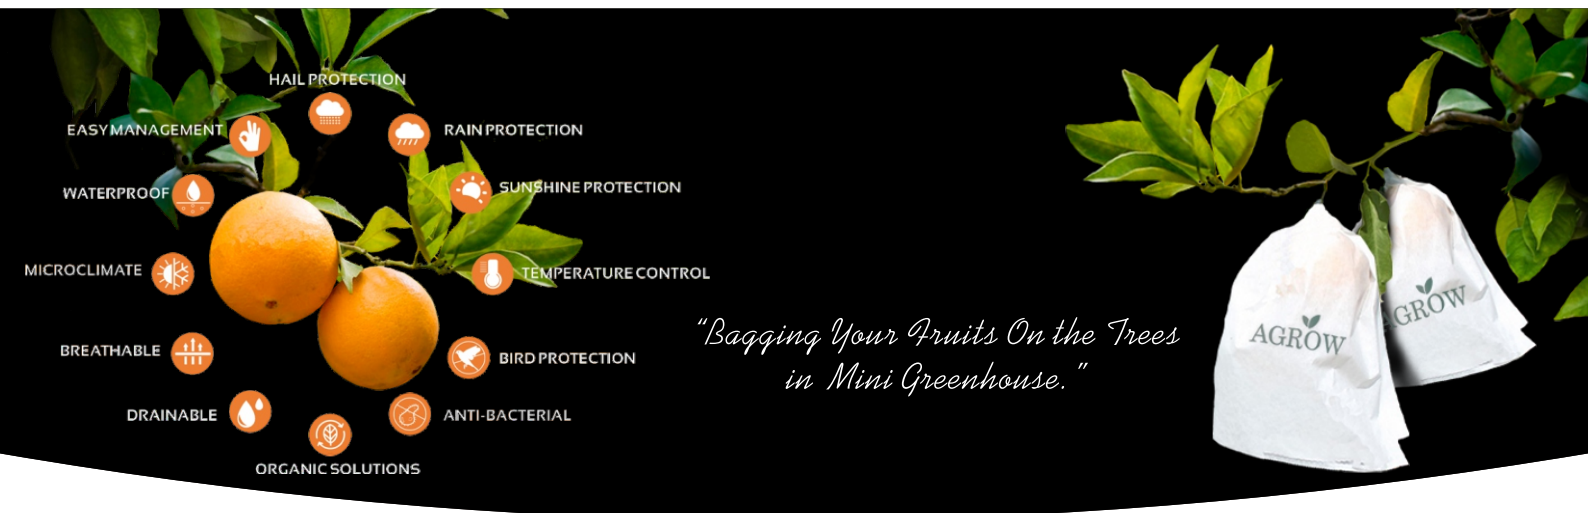 HAIL PROTECTION
EASY MANAGEMENT
RAIN PROTECTION
WATERPROOF
SUNSHINE PROTECTION
MICROCLIMATE
TEMPERATURE CONTROL
BREATHABLE
BIRD PROTECTION
DRAINABLE
ANTI-BACTERIAL
ORGANIC SOLUTIONS
“Bagging Your Fruits On the Trees
in Mini Greenhouse.”
AGROW
AGROW